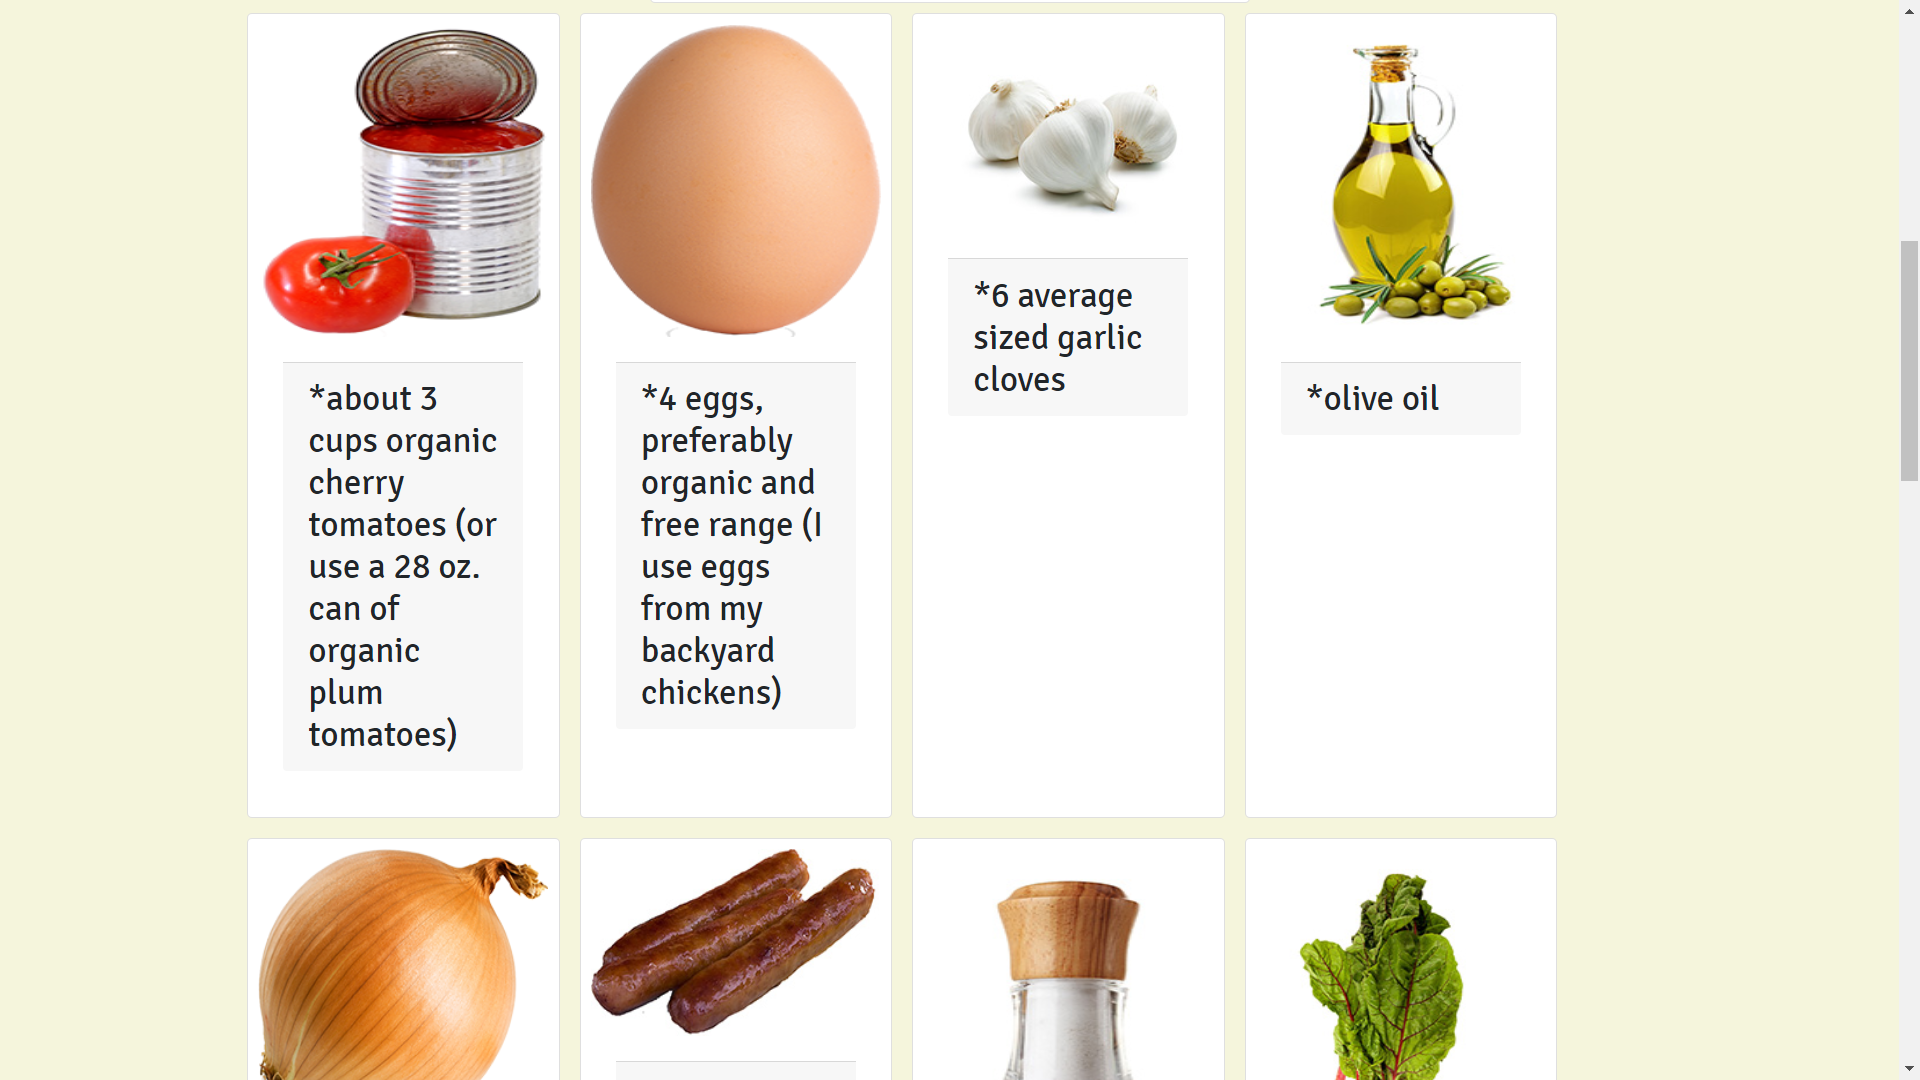 *about 3
cups organic
cherry
tomatoes (or
use a 28 oz.
can of
organic
plum
tomatoes)
*4 eggs,
preferably
organic and
free range (I
use eggs
from my
backyard
chickens)
*6 average
sized garlic
cloves
*olive oil